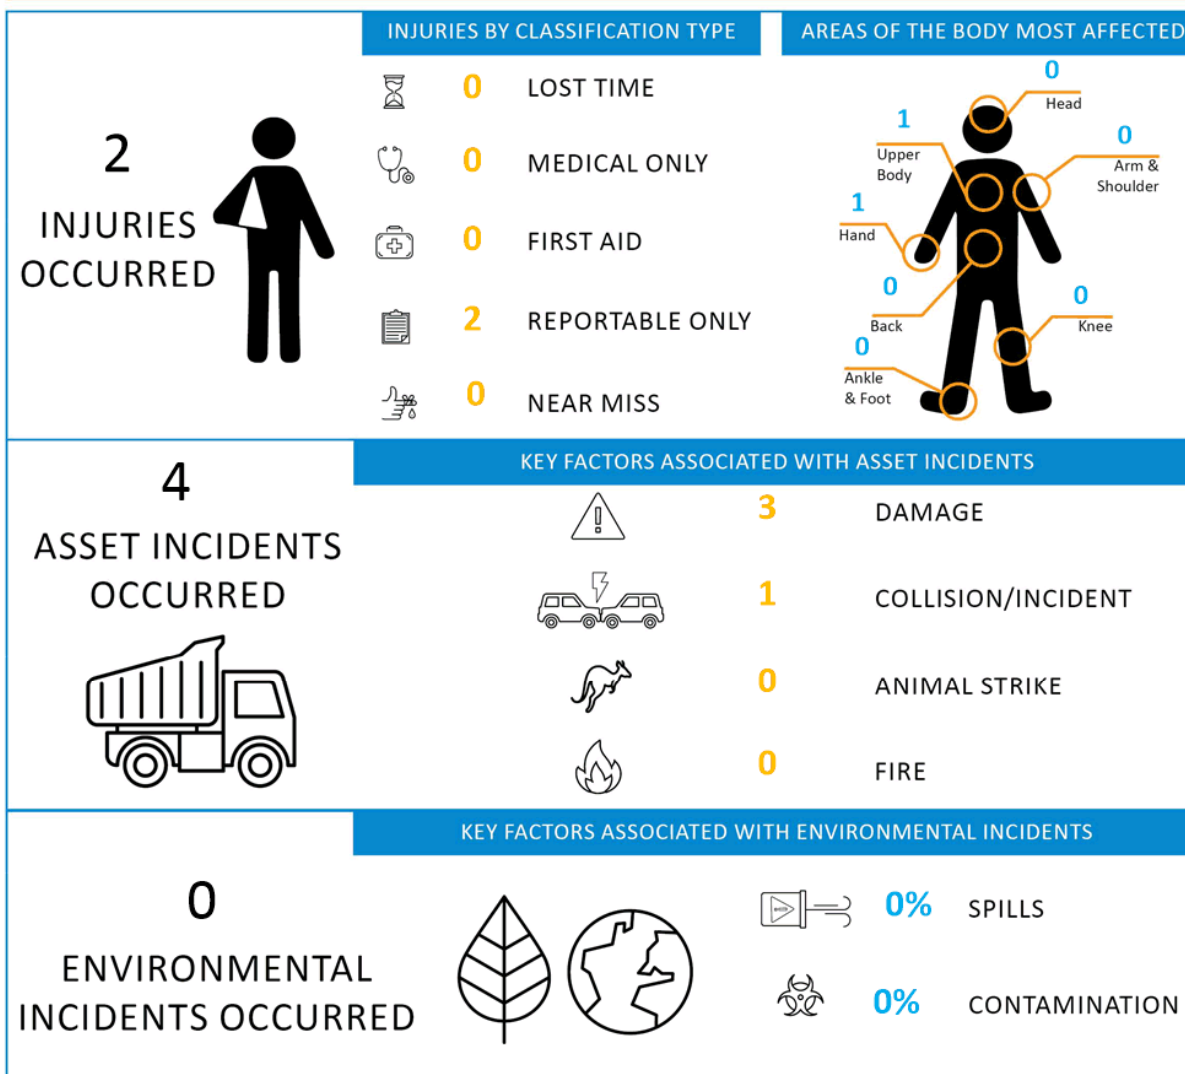 2
INJURIES
OCCURRED
INJURIES BY CLASSIFICATION TYPE
0 LOST TIME
0 MEDICAL ONLY
0 FIRST AID
2 REPORTABLE ONLY
0 NEAR MISS
AREAS OF THE BODY MOST AFFECTED
0
Head
1
Upper
Body
0
Arm &
Shoulder
1
Hand
0
Back
0
Knee
0
Ankle
& Foot
4
ASSET INCIDENTS
OCCURRED
KEY FACTORS ASSOCIATED WITH ASSET INCIDENTS
3 DAMAGE
1 COLLISION/INCIDENT
0 ANIMAL STRIKE
0 FIRE
0
ENVIRONMENTAL
INCIDENTS OCCURRED
KEY FACTORS ASSOCIATED WITH ENVIRONMENTAL INCIDENTS
0% SPILLS
0% CONTAMINATION